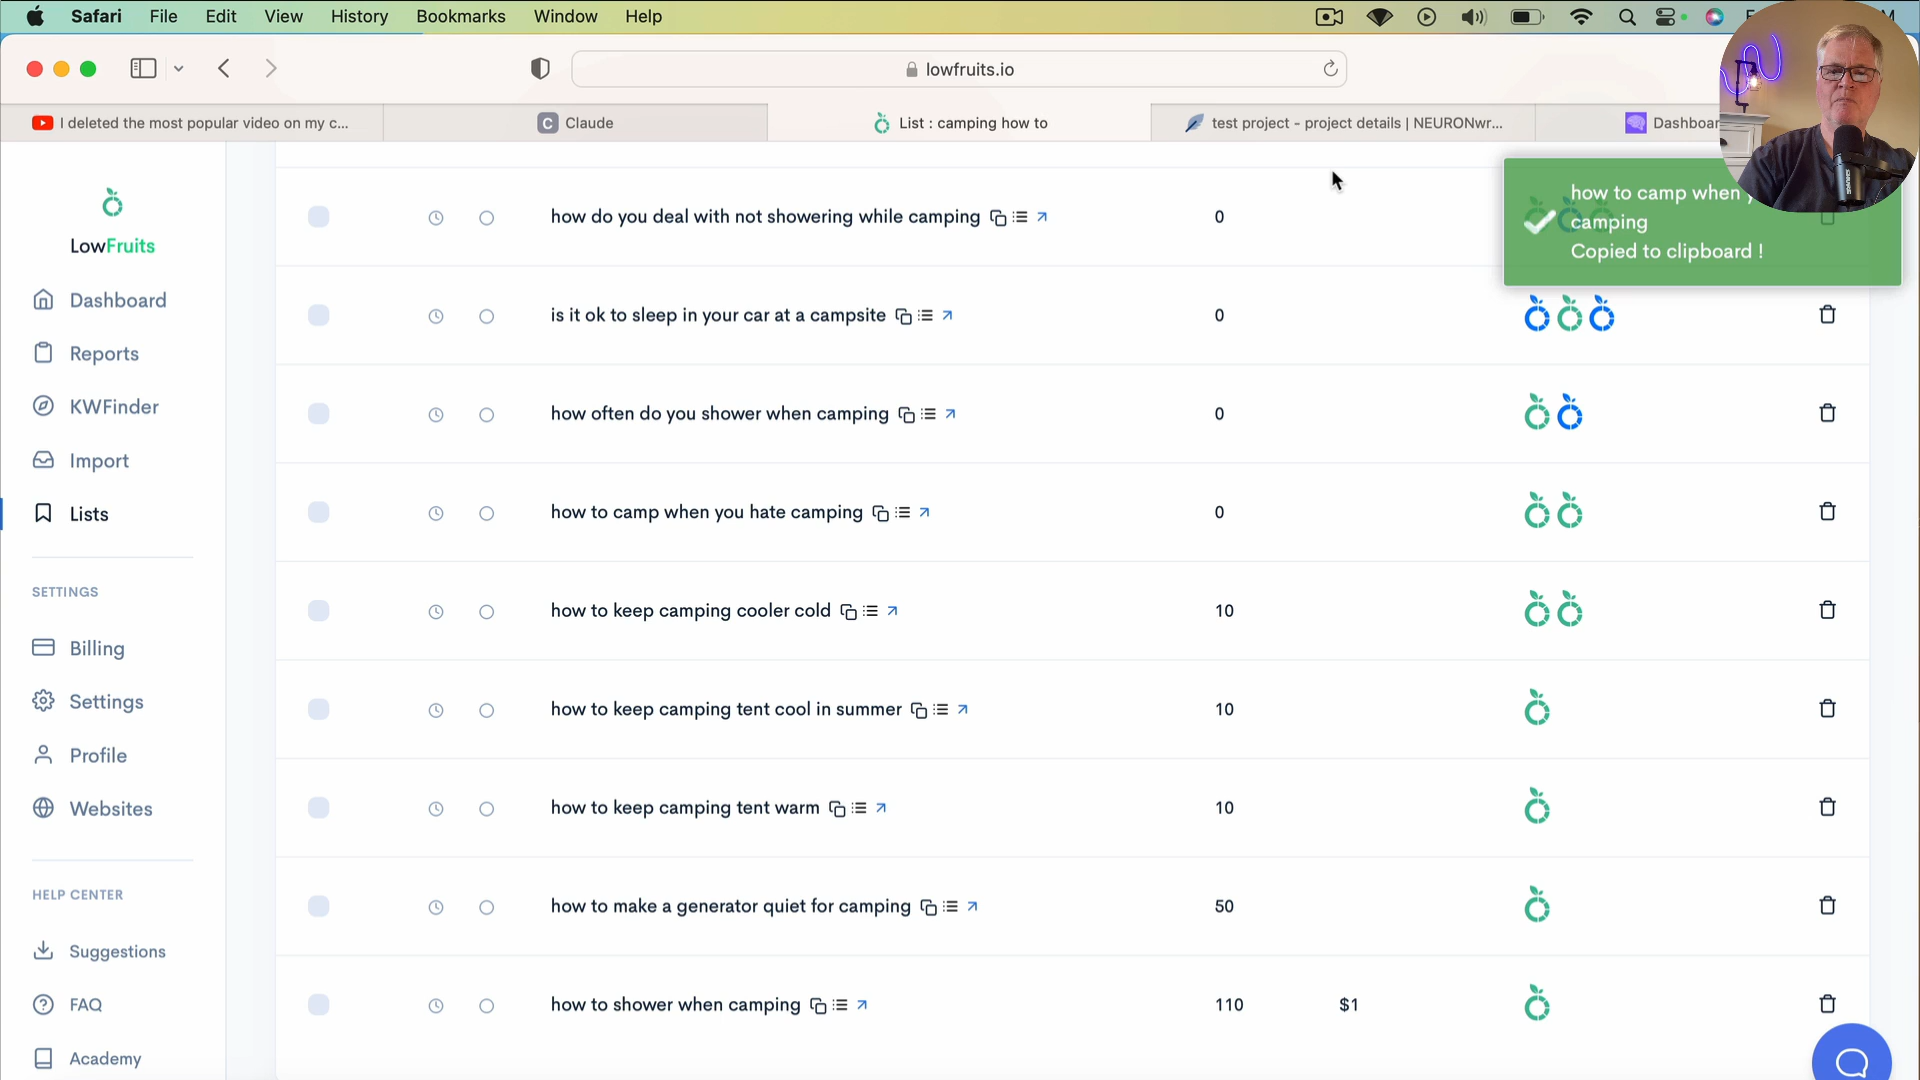 Safari File Edit View History Bookmarks Window Help
lowfruits.io
I deleted the most popular video on my c...
Claude
List : camping how to
test project - project details | NEURONwr...
Dashboar
LowFruits
Dashboard
Reports
KWFinder
Import
Lists
SETTINGS
Billing
Settings
Profile
Websites
HELP CENTER
Suggestions
FAQ
Academy
how do you deal with not showering while camping 0
is it ok to sleep in your car at a campsite 0
how often do you shower when camping 0
how to camp when you hate camping 0
how to keep camping cooler cold 10
how to keep camping tent cool in summer 10
how to keep camping tent warm 10
how to make a generator quiet for camping 50
how to shower when camping 110 $1
how to camp when
camping
Copied to clipboard !